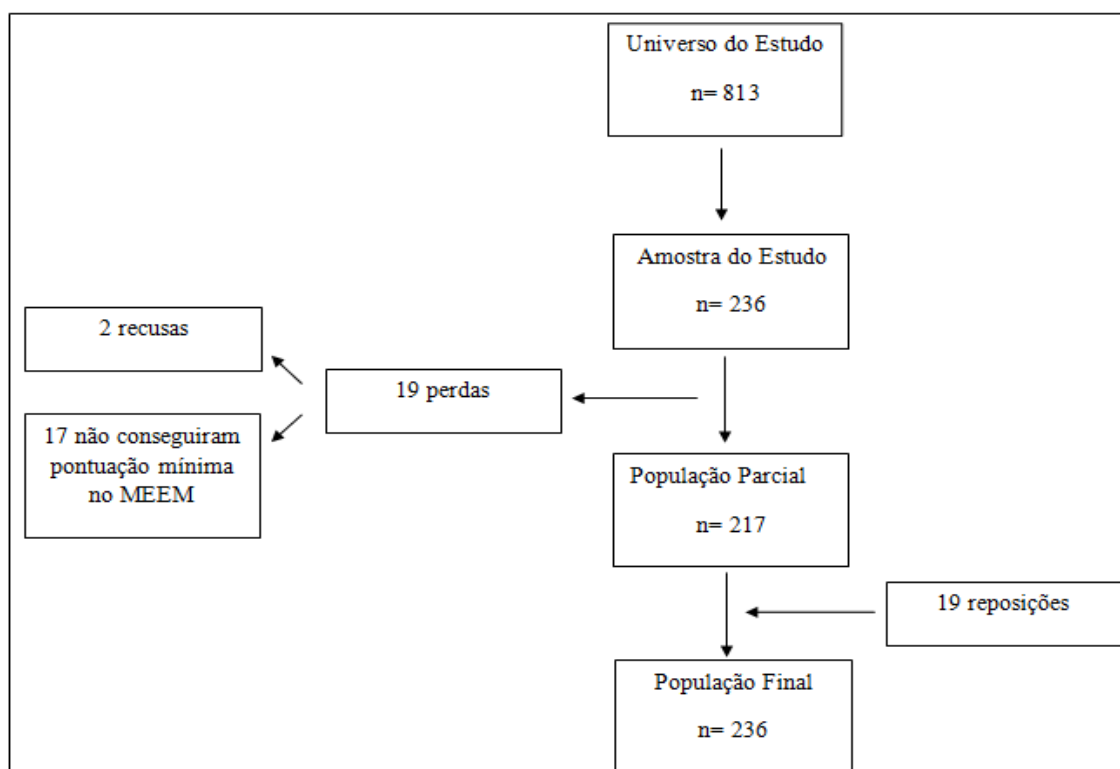 Universo do Estudo
n= 813
Amostra do Estudo
n= 236
2 recusas
19 perdas
17 não conseguiram
pontuação mínima
no MEEM
População Parcial
n= 217
19 reposições
População Final
n= 236